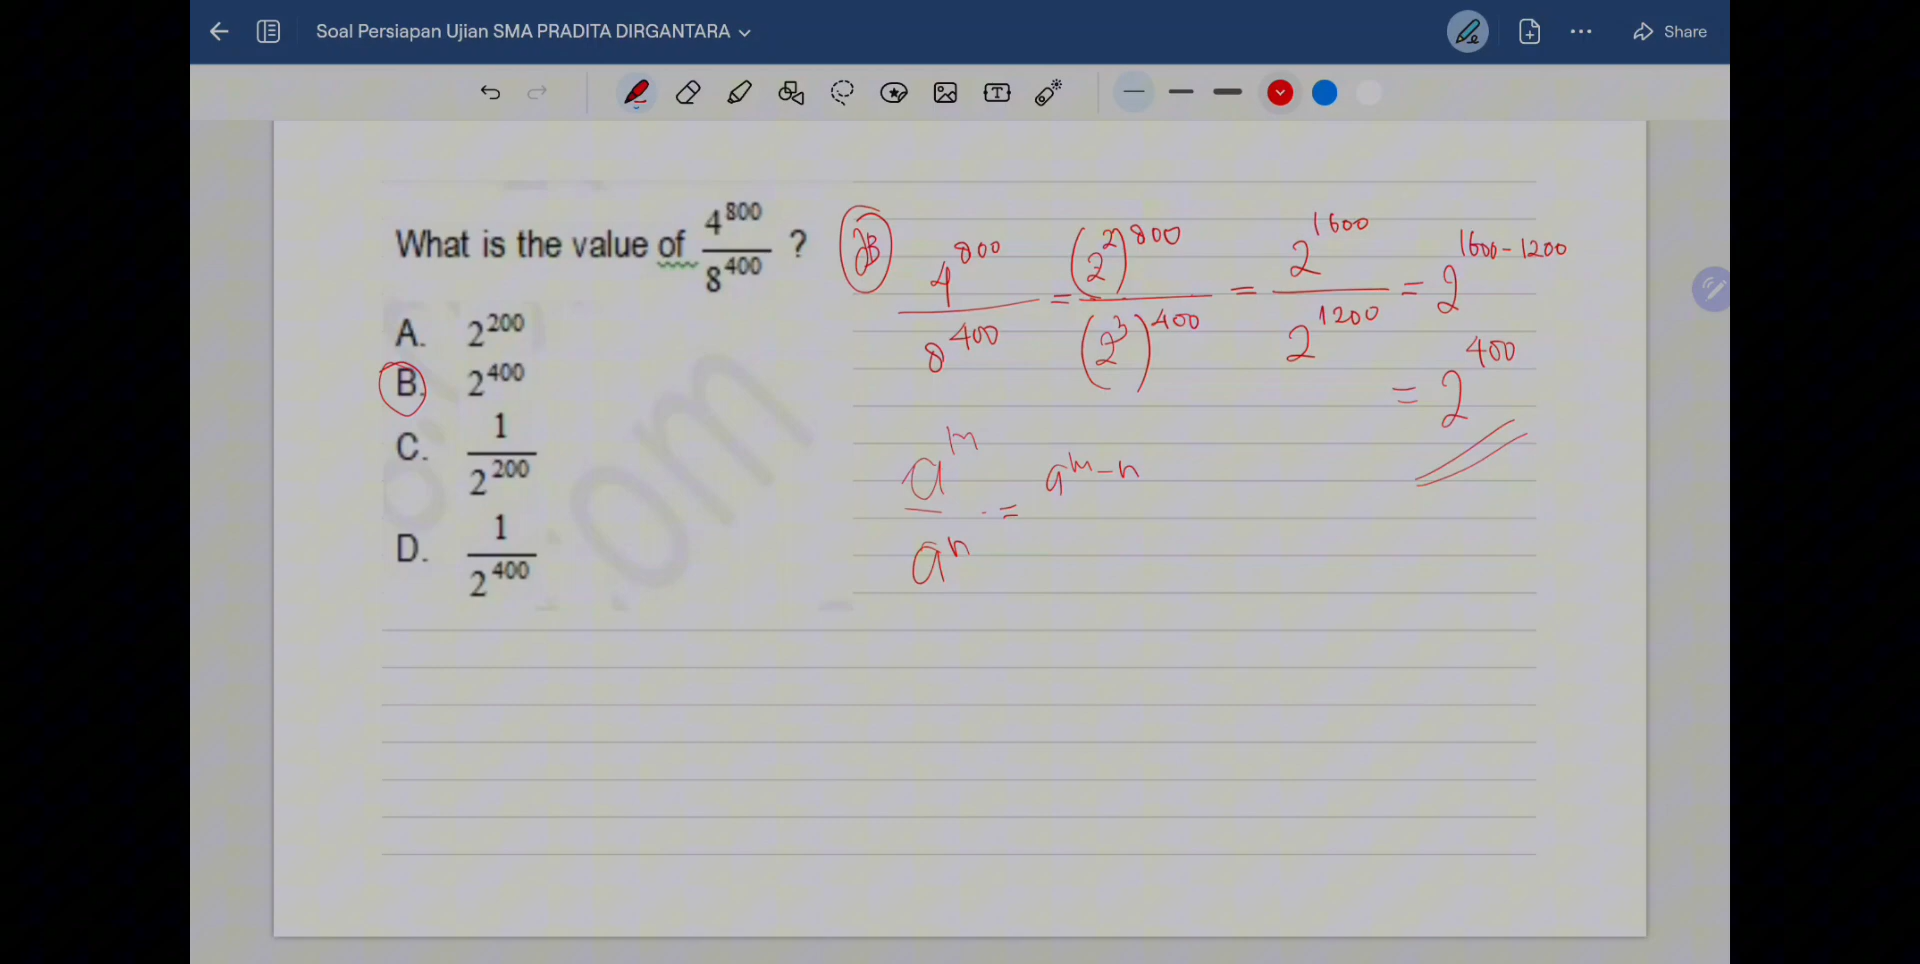 Soal Persiapan Ujian SMA PRADITA DIRGANTARA
Share
What is the value of 4^800 / 8^400 ?
A. 2^200
B. 2^400
C. 1 / 2^200
D. 1 / 2^400
4^800 / 8^400 = (2^2)^800 / (2^3)^400 = 2^1600 / 2^1200 = 2^1600-1200
= 2^400
a^m / a^n = a^m-n